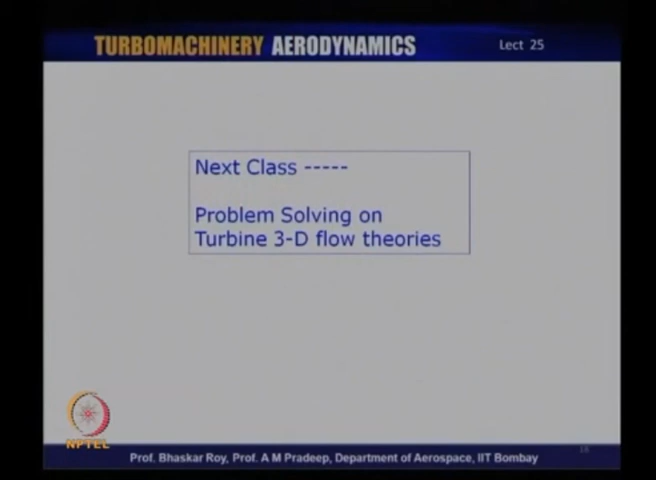 TURBOMACHINERY AERODYNAMICS
Lect 25
Next Class -----
Problem Solving on
Turbine 3-D flow theories
NPTEL
Prof. Bhaskar Roy, Prof. A M Pradeep, Department of Aerospace, IIT Bombay
18